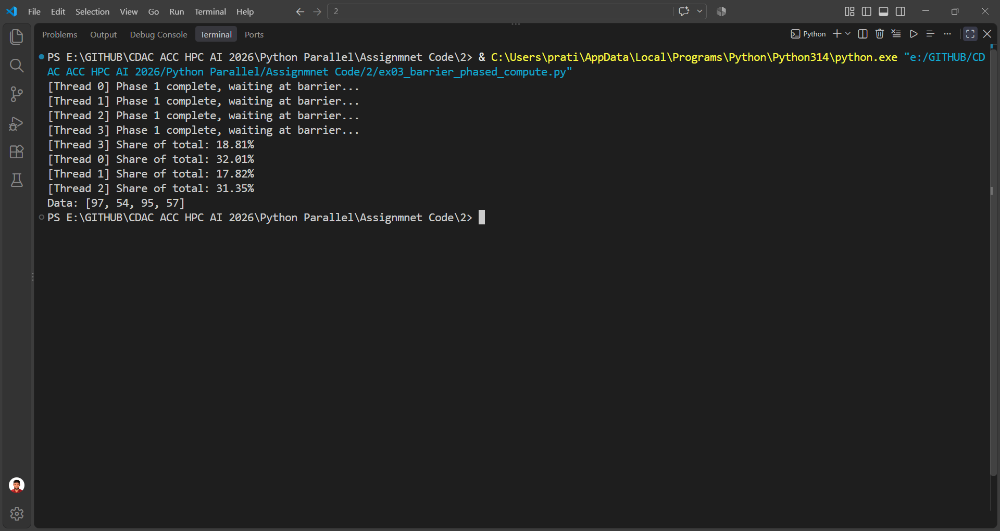 File Edit Selection View Go Run Terminal Help 2
Problems Output Debug Console Terminal Ports Python
PS E:\GITHUB\CDAC ACC HPC AI 2026\Python Parallel\Assignmnet Code\2> & C:\Users\prati\AppData\Local\Programs\Python\Python314\python.exe "e:/GITHUB/CD
AC ACC HPC AI 2026/Python Parallel/Assignmnet Code/2/ex03_barrier_phased_compute.py"
[Thread 0] Phase 1 complete, waiting at barrier...
[Thread 1] Phase 1 complete, waiting at barrier...
[Thread 2] Phase 1 complete, waiting at barrier...
[Thread 3] Phase 1 complete, waiting at barrier...
[Thread 3] Share of total: 18.81%
[Thread 0] Share of total: 32.01%
[Thread 1] Share of total: 17.82%
[Thread 2] Share of total: 31.35%
Data: [97, 54, 95, 57]
PS E:\GITHUB\CDAC ACC HPC AI 2026\Python Parallel\Assignmnet Code\2>